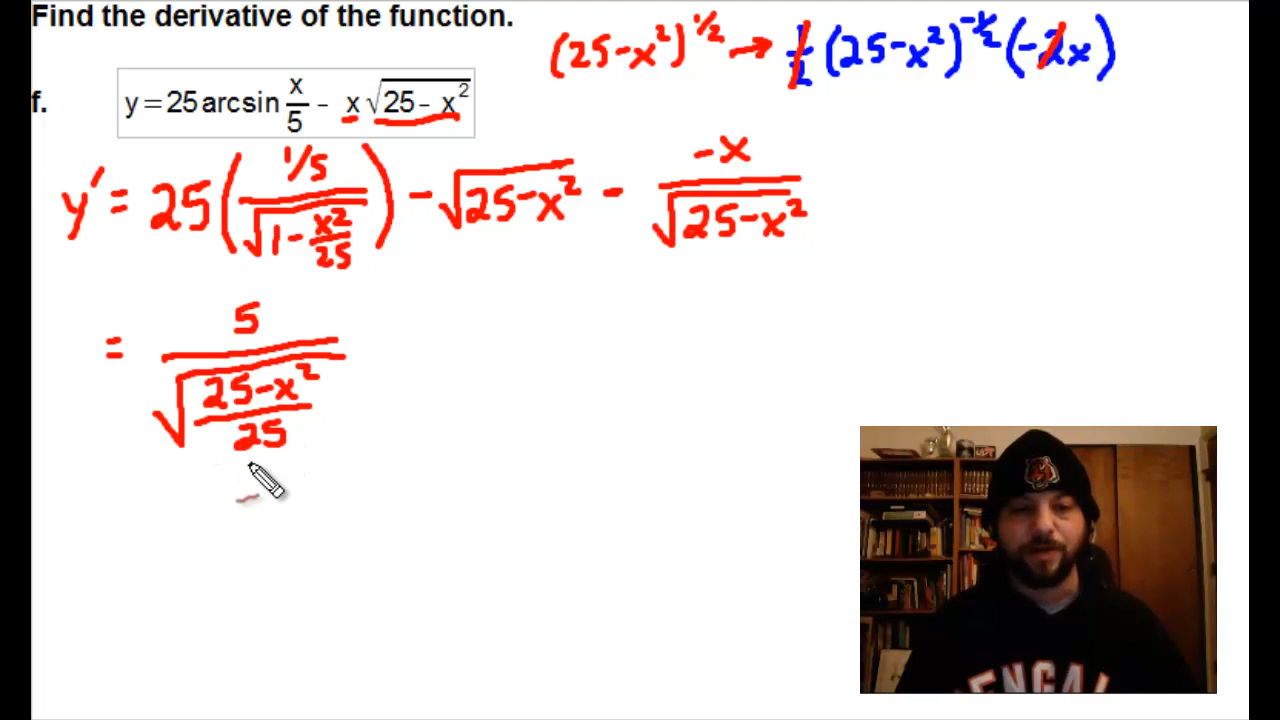 Find the derivative of the function.
(25-x²)^1/2 → 1/2 (25-x²)^-1/2 (-2x)
f. y = 25 arcsin x/5 - x√(25 - x²)
y' = 25 ( (1/5) / √(1 - x²/25) ) - √(25-x²) - (-x) / √(25-x²)
= 5 / √((25-x²)/25)
ENGAL